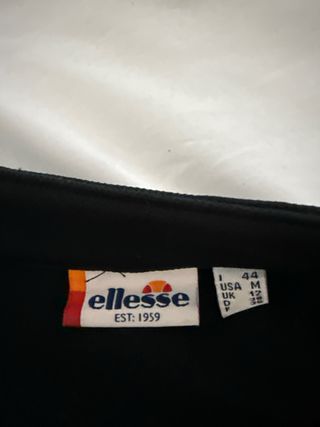 ellesse
EST: 1959
I 44
USA M
UK 12
D 38
F